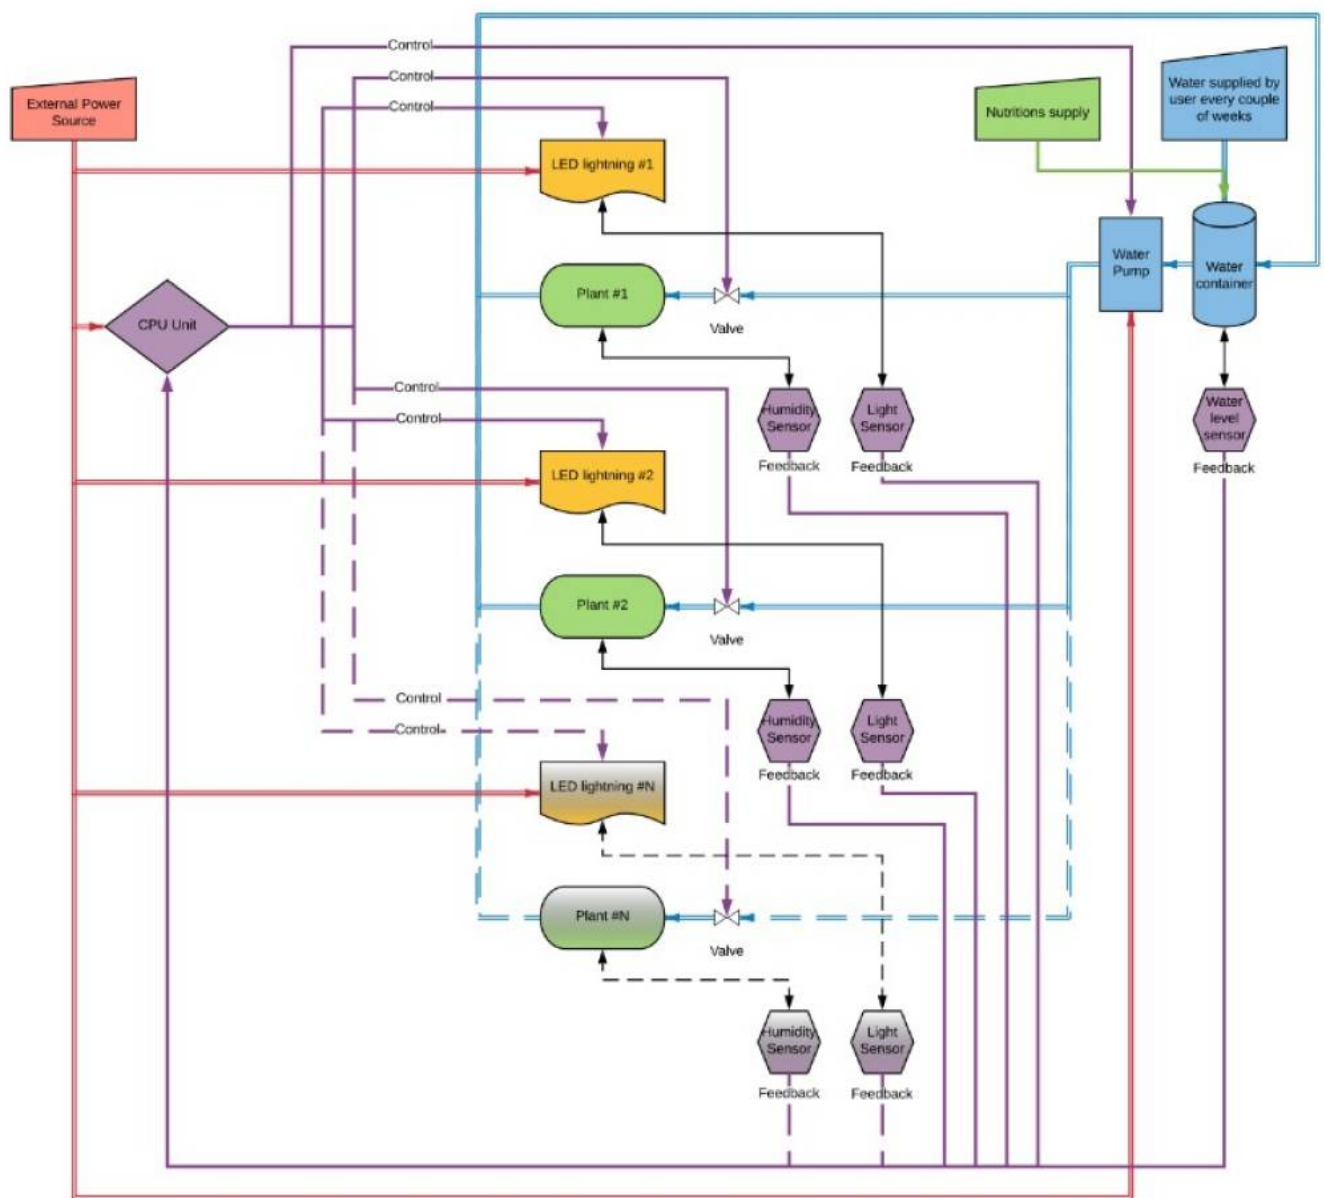 Control
Control
Control
External Power
Source
Nutritions supply
Water supplied by
user every couple
of weeks
LED lightning #1
Water
Pump
Water
container
Plant #1
CPU Unit
Valve
Control
Control
Humidity
Sensor
Light
Sensor
Water
level
sensor
Feedback
Feedback
Feedback
LED lightning #2
Plant #2
Valve
Control
Control
Humidity
Sensor
Light
Sensor
Feedback
Feedback
LED lightning #N
Plant #N
Valve
Humidity
Sensor
Light
Sensor
Feedback
Feedback